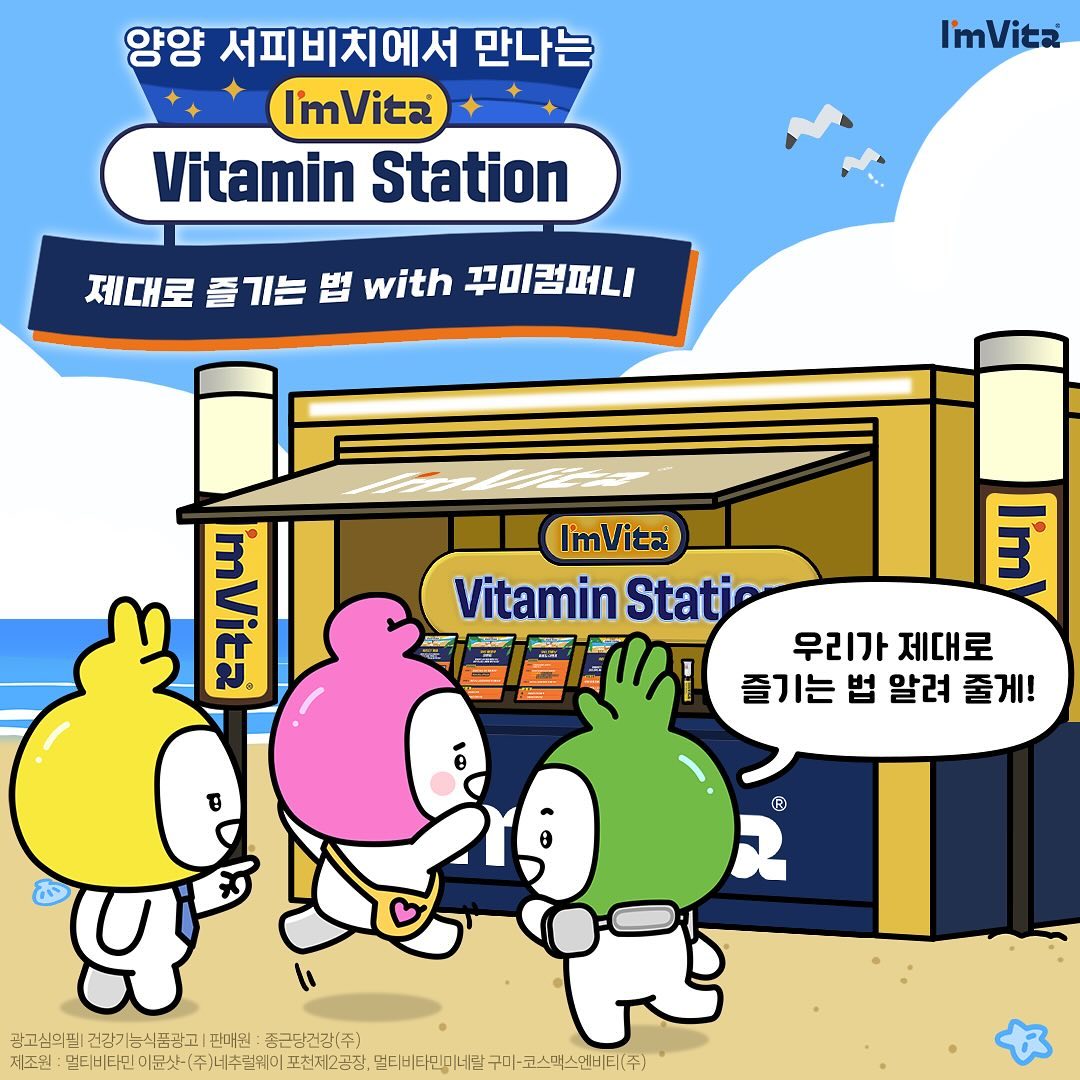 양양 서피비치에서 만나는
I'mVita
I'mVita
Vitamin Station
제대로 즐기는 법 with 꾸미컴퍼니
I'mVita
I'mVita
Vitamin Statio
I'mVita
I'mV
우리가 제대로
즐기는 법 알려 줄게!
광고심의필| 건강기능식품광고 | 판매원 : 종근당건강(주)
제조원 : 멀티비타민 이뮨샷-(주)네추럴웨이 포천제2공장, 멀티비타민미네랄 구미-코스맥스엔비티(주)